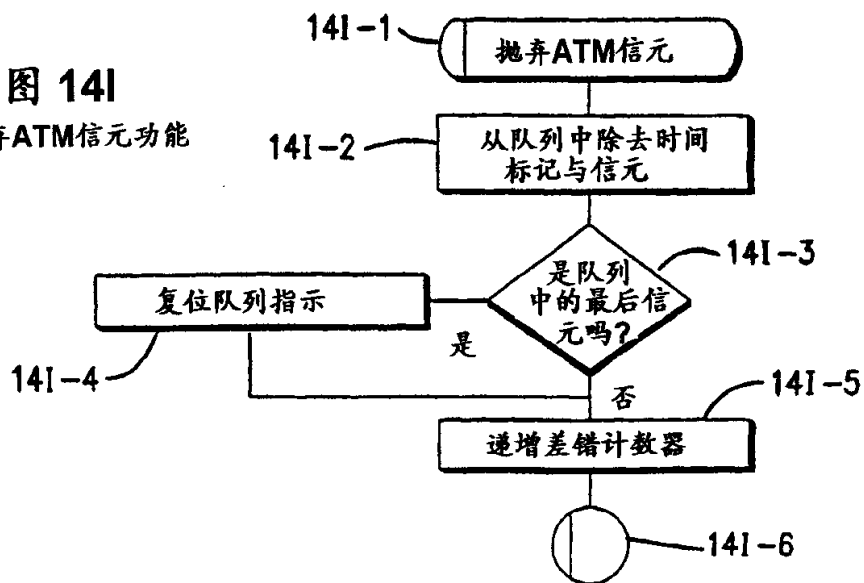 14I-1
抛弃ATM信元
图 14I
弃ATM信元功能
14I-2
从队列中除去时间
标记与信元
14I-3
是队列
中的最后信
元吗?
复位队列指示
是
14I-4
否
14I-5
递增差错计数器
14I-6